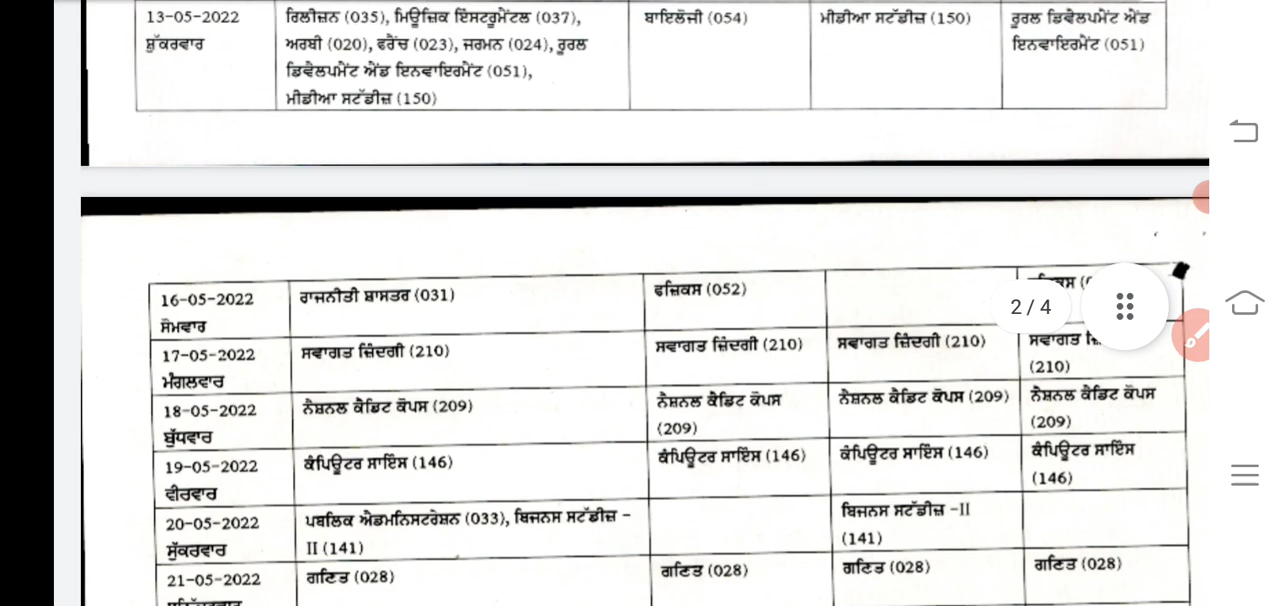 13-05-2022 ਰਿਲੀਜ਼ਨ (035), ਮਿਊਜ਼ਿਕ ਇੰਸਟਰੂਮੈਂਟਲ (037), ਬਾਇਲੋਜੀ (054) ਮੀਡੀਆ ਸਟੱਡੀਜ਼ (150) ਰੂਰਲ ਡਿਵੈਲਪਮੈਂਟ ਐਂਡ
ਸ਼ੁੱਕਰਵਾਰ ਅਰਬੀ (020), ਫਰੈਂਚ (023), ਜਰਮਨ (024), ਰੂਰਲ ਇਨਵਾਇਰਮੈਂਟ (051)
ਡਿਵੈਲਪਮੈਂਟ ਐਂਡ ਇਨਵਾਇਰਮੈਂਟ (051),
ਮੀਡੀਆ ਸਟੱਡੀਜ਼ (150)
16-05-2022 ਰਾਜਨੀਤੀ ਸ਼ਾਸਤਰ (031) ਫਜ਼ਿਕਸ (052)
ਸੋਮਵਾਰ
2/4
17-05-2022 ਸਵਾਗਤ ਜ਼ਿੰਦਗੀ (210) ਸਵਾਗਤ ਜ਼ਿੰਦਗੀ (210) ਸਵਾਗਤ ਜ਼ਿੰਦਗੀ (210) ਸਵਾਗਤ
ਮੰਗਲਵਾਰ (210)
18-05-2022 ਨੈਸ਼ਨਲ ਕੈਡਿਟ ਕੋਪਸ (209) ਨੈਸ਼ਨਲ ਕੈਡਿਟ ਕੋਪਸ ਨੈਸ਼ਨਲ ਕੈਡਿਟ ਕੋਪਸ (209) ਨੈਸ਼ਨਲ ਕੈਡਿਟ ਕੋਪਸ
ਬੁੱਧਵਾਰ (209) (209)
19-05-2022 ਕੰਪਿਊਟਰ ਸਾਇੰਸ (146) ਕੰਪਿਊਟਰ ਸਾਇੰਸ (146) ਕੰਪਿਊਟਰ ਸਾਇੰਸ (146) ਕੰਪਿਊਟਰ ਸਾਇੰਸ
ਵੀਰਵਾਰ (146)
20-05-2022 ਪਬਲਿਕ ਐਡਮਨਿਸਟਰੇਸ਼ਨ (033), ਬਿਜਨਸ ਸਟੱਡੀਜ਼ – ਬਿਜਨਸ ਸਟੱਡੀਜ਼ –II
ਸ਼ੁੱਕਰਵਾਰ II (141) (141)
21-05-2022 ਗਣਿਤ (028) ਗਣਿਤ (028) ਗਣਿਤ (028) ਗਣਿਤ (028)